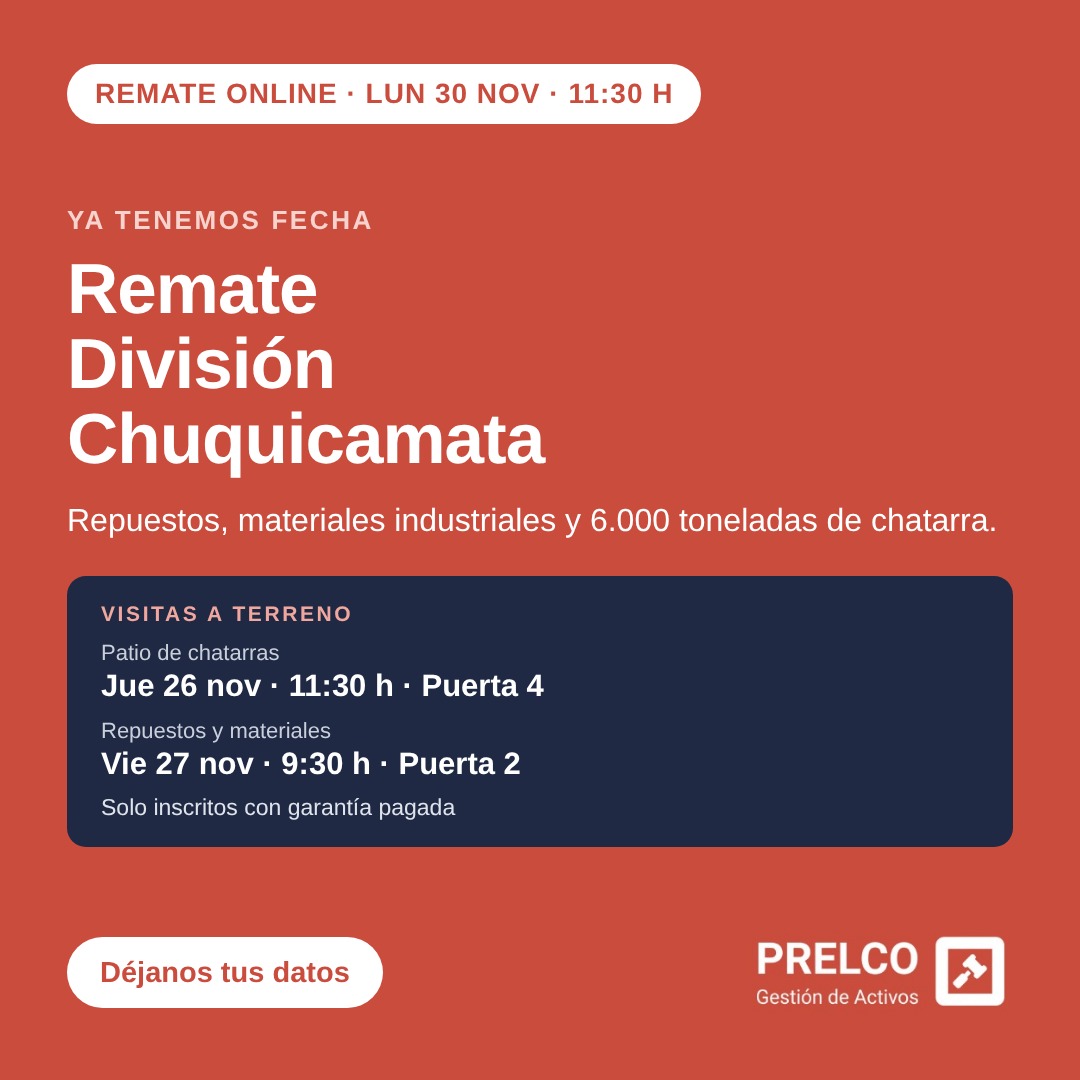 REMATE ONLINE · LUN 30 NOV · 11:30 H
YA TENEMOS FECHA
Remate
División
Chuquicamata
Repuestos, materiales industriales y 6.000 toneladas de chatarra.
VISITAS A TERRENO
Patio de chatarras
Jue 26 nov · 11:30 h · Puerta 4
Repuestos y materiales
Vie 27 nov · 9:30 h · Puerta 2
Solo inscritos con garantía pagada
Déjanos tus datos
PRELCO
Gestión de Activos